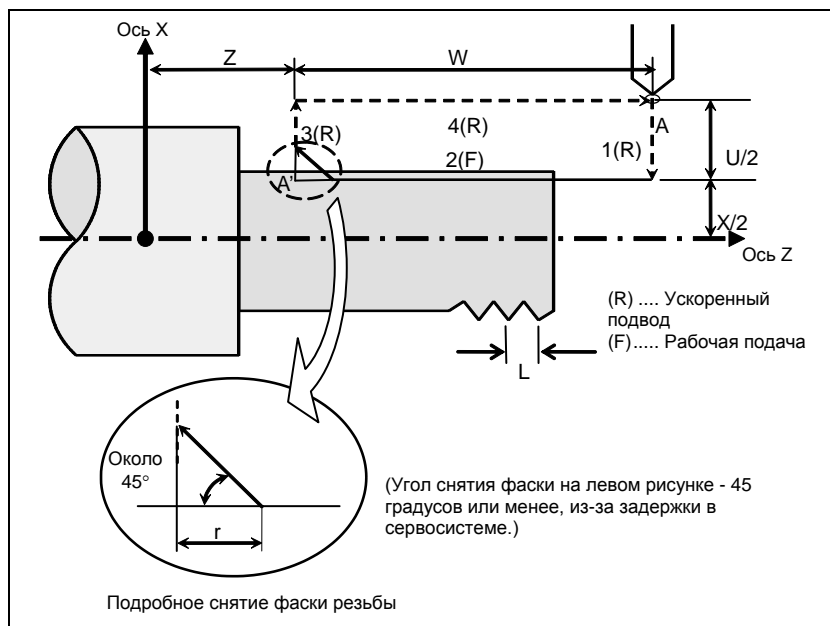 Ось X
Z
W
3(R)
4(R)
A
1(R)
U/2
2(F)
A'
X/2
Ось Z
(R) .... Ускоренный
подвод
(F)..... Рабочая подача
L
Около
45°
r
(Угол снятия фаски на левом рисунке - 45
градусов или менее, из-за задержки в
сервосистеме.)
Подробное снятие фаски резьбы